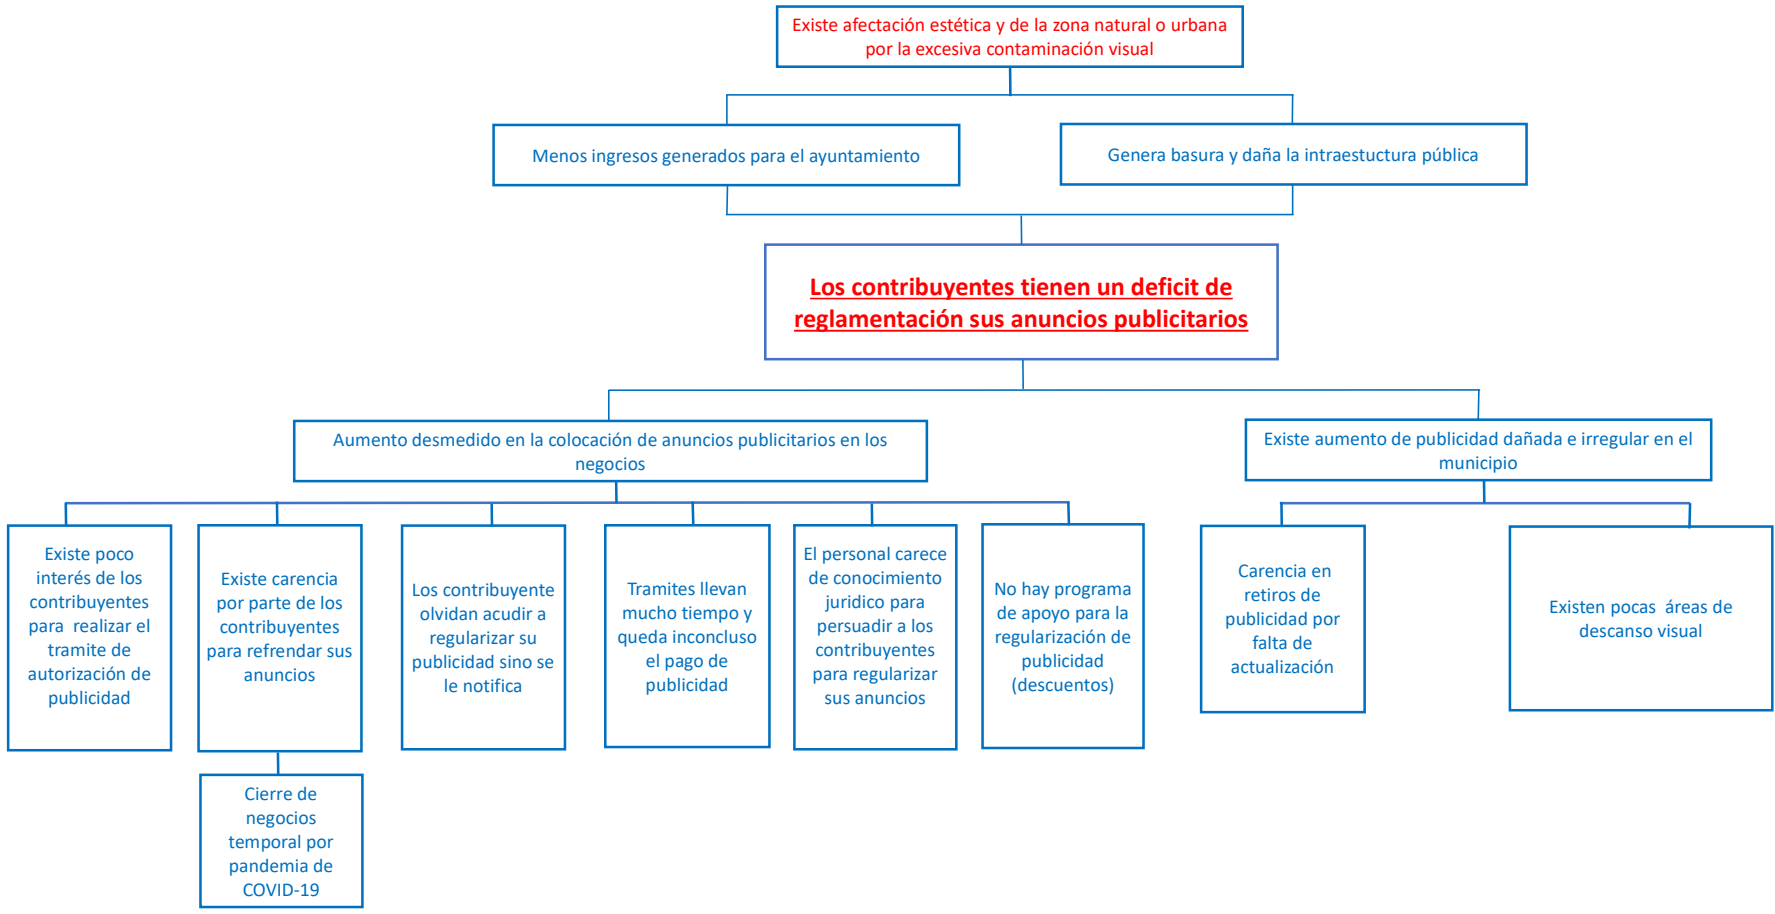 Existe afectación estética y de la zona natural o urbana
por la excesiva contaminación visual
Menos ingresos generados para el ayuntamiento
Genera basura y daña la intraestuctura pública
Los contribuyentes tienen un deficit de
reglamentación sus anuncios publicitarios
Aumento desmedido en la colocación de anuncios publicitarios en los
negocios
Existe aumento de publicidad dañada e irregular en el
municipio
Existe poco
interés de los
contribuyentes
para realizar el
tramite de
autorización de
publicidad
Existe carencia
por parte de los
contribuyentes
para refrendar sus
anuncios
Los contribuyente
olvidan acudir a
regularizar su
publicidad sino se
le notifica
Tramites llevan
mucho tiempo y
queda inconcluso
el pago de
publicidad
El personal carece
de conocimiento
juridico para
persuadir a los
contribuyentes
para regularizar
sus anuncios
No hay programa
de apoyo para la
regularización de
publicidad
(descuentos)
Carencia en
retiros de
publicidad por
falta de
actualización
Existen pocas áreas de
descanso visual
Cierre de
negocios
temporal por
pandemia de
COVID-19